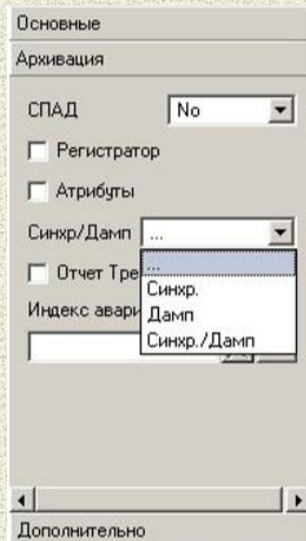 Основные
Архивация
СПАД No
Регистратор
Атрибуты
Синхр/Дамп ...
...
Синхр.
Дамп
Синхр./Дамп
Отчет Тре
Индекс авари
Дополнительно